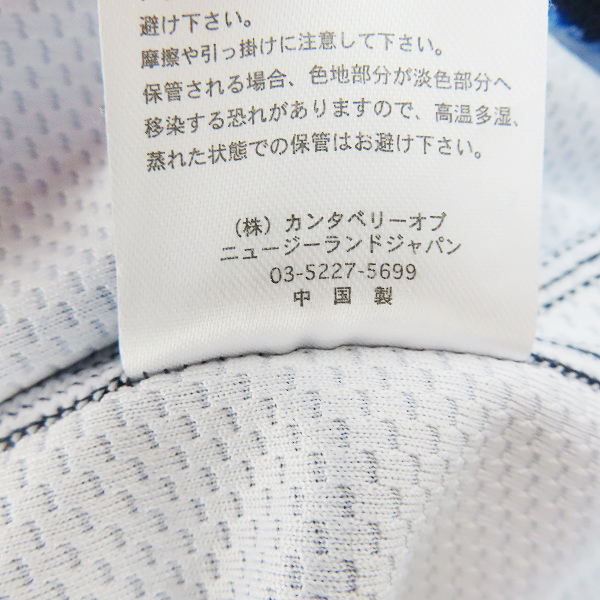 避け下さい。
摩擦や引っ掛けに注意して下さい。
保管される場合、色地部分が淡色部分へ
移染する恐れがありますので、高温多湿、
蒸れた状態での保管はお避け下さい。
（株）カンタベリーオブ
ニュージーランドジャパン
03-5227-5699
中 国 製